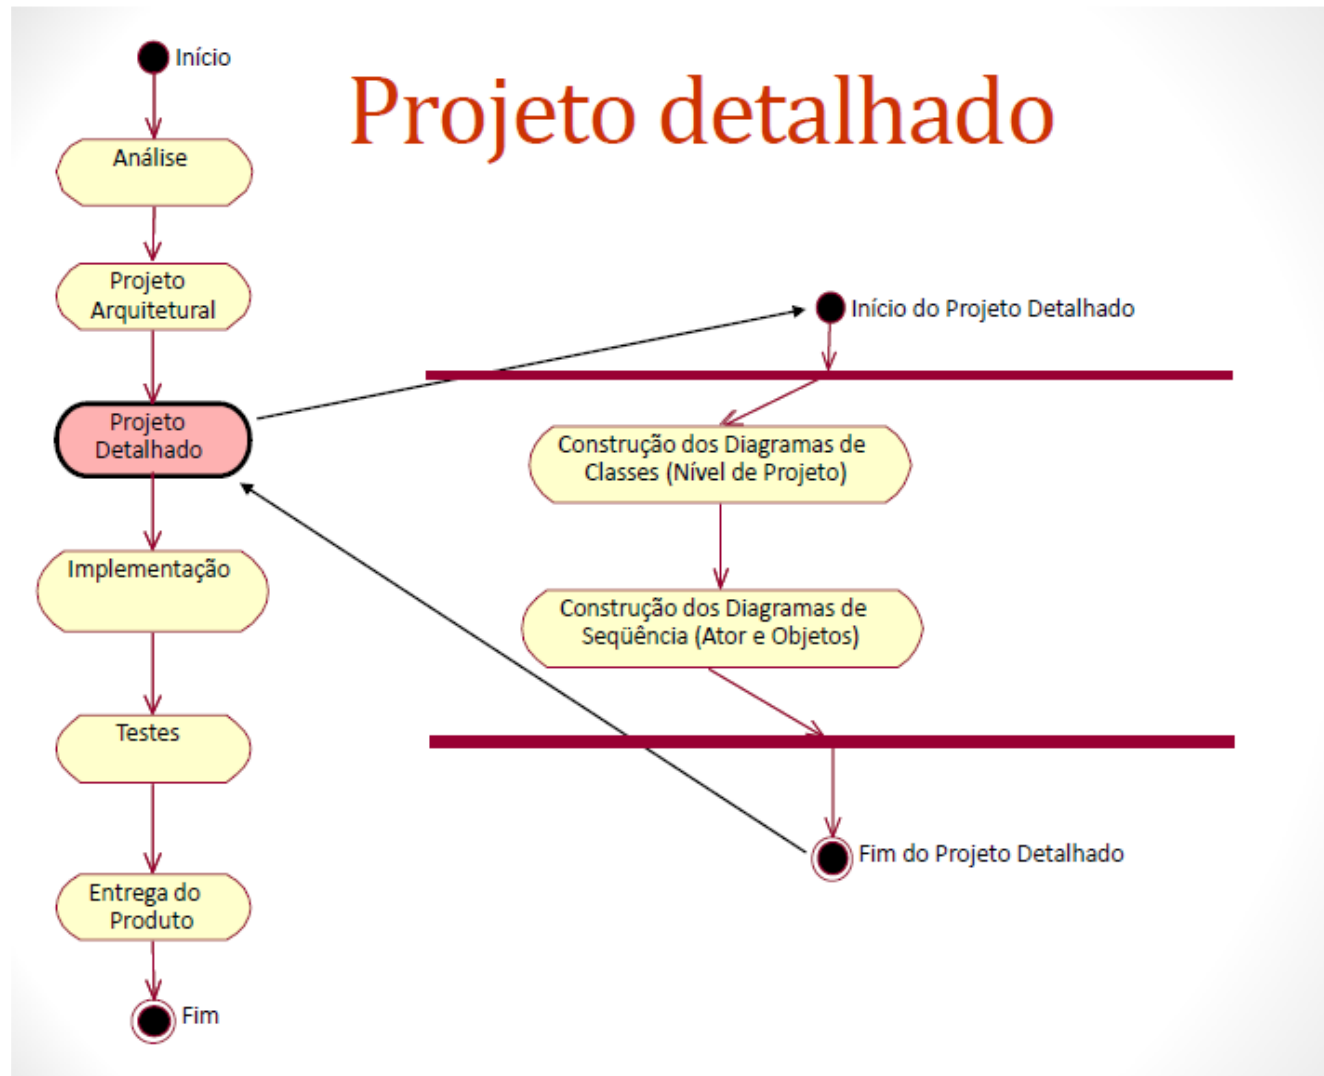 Projeto detalhado
Início
Análise
Projeto
Arquitetural
Projeto
Detalhado
Implementação
Testes
Entrega do
Produto
Fim
Início do Projeto Detalhado
Construção dos Diagramas de
Classes (Nível de Projeto)
Construção dos Diagramas de
Seqüência (Ator e Objetos)
Fim do Projeto Detalhado